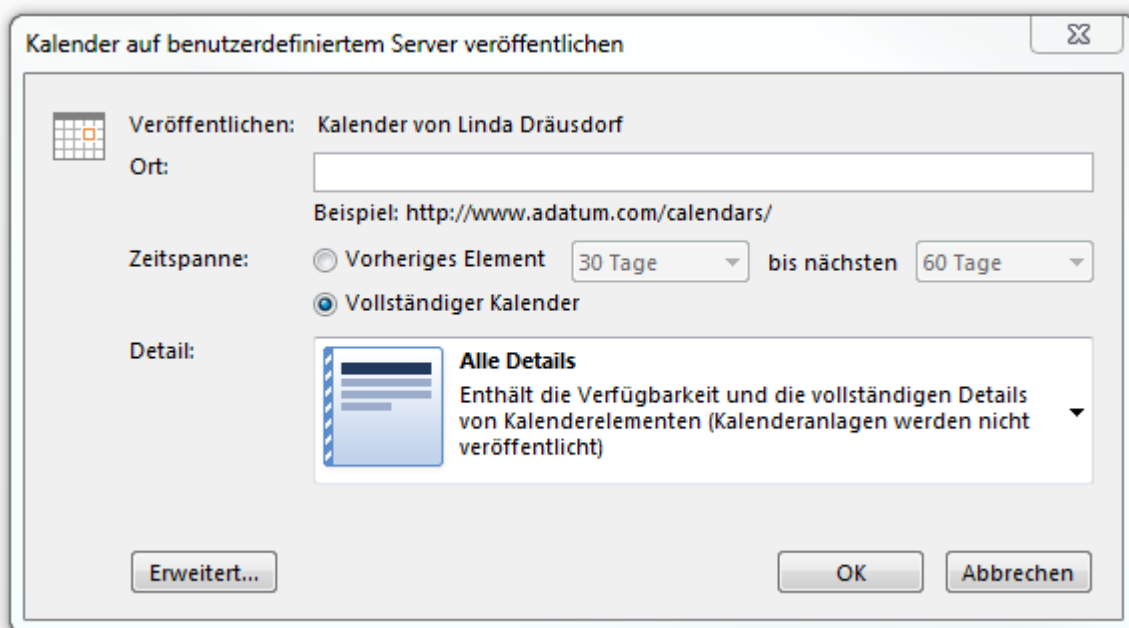 Kalender auf benutzerdefiniertem Server veröffentlichen
Veröffentlichen: Kalender von Linda Dräusdorf
Ort:
Beispiel: http://www.adatum.com/calendars/
Zeitspanne: Vorheriges Element 30 Tage bis nächsten 60 Tage
Vollständiger Kalender
Detail: Alle Details
Enthält die Verfügbarkeit und die vollständigen Details
von Kalenderelementen (Kalenderanlagen werden nicht
veröffentlicht)
Erweitert... OK Abbrechen